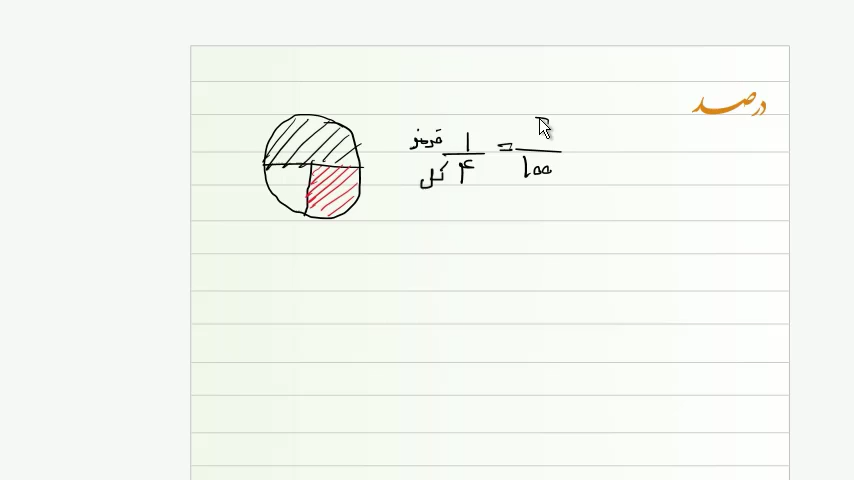 درصد
قرمز ۱ = 
کل ۴ ۱۰۰